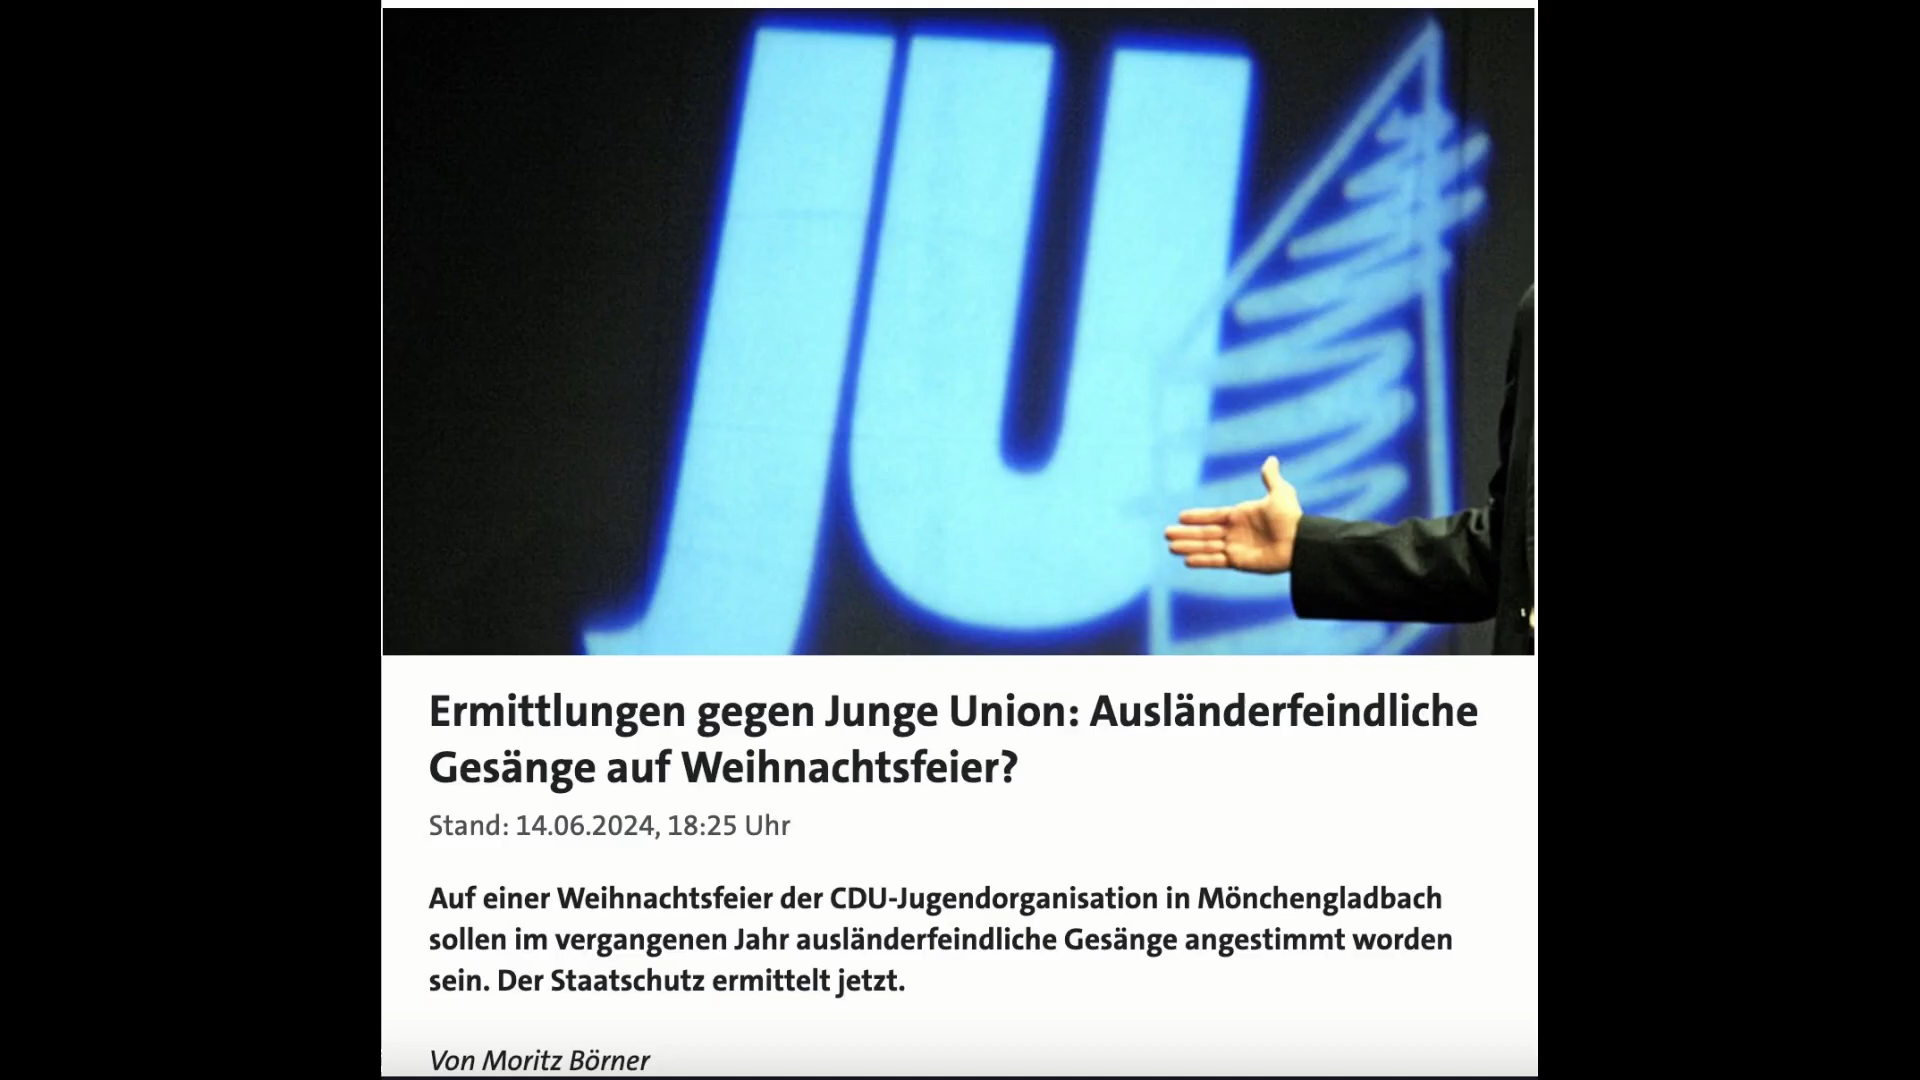 JU
Ermittlungen gegen Junge Union: Ausländerfeindliche
Gesänge auf Weihnachtsfeier?
Stand: 14.06.2024, 18:25 Uhr
Auf einer Weihnachtsfeier der CDU-Jugendorganisation in Mönchengladbach
sollen im vergangenen Jahr ausländerfeindliche Gesänge angestimmt worden
sein. Der Staatschutz ermittelt jetzt.
Von Moritz Börner